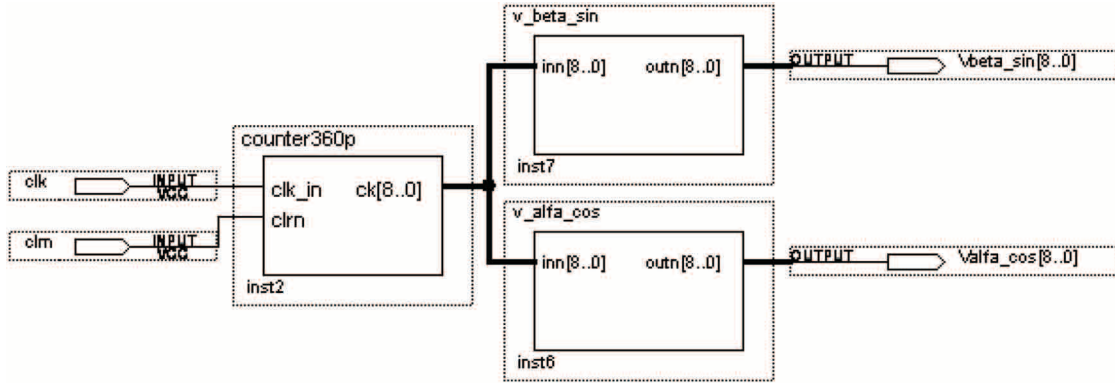 v_beta_sin
inn[8..0] outn[8..0]
OUTPUT Vbeta_sin[8..0]
inst7
counter360p
clk INPUT VCC
clk_in ck[8..0]
clrn
clrn INPUT VCC
inst2
v_alfa_cos
inn[8..0] outn[8..0]
OUTPUT Valfa_cos[8..0]
inst6